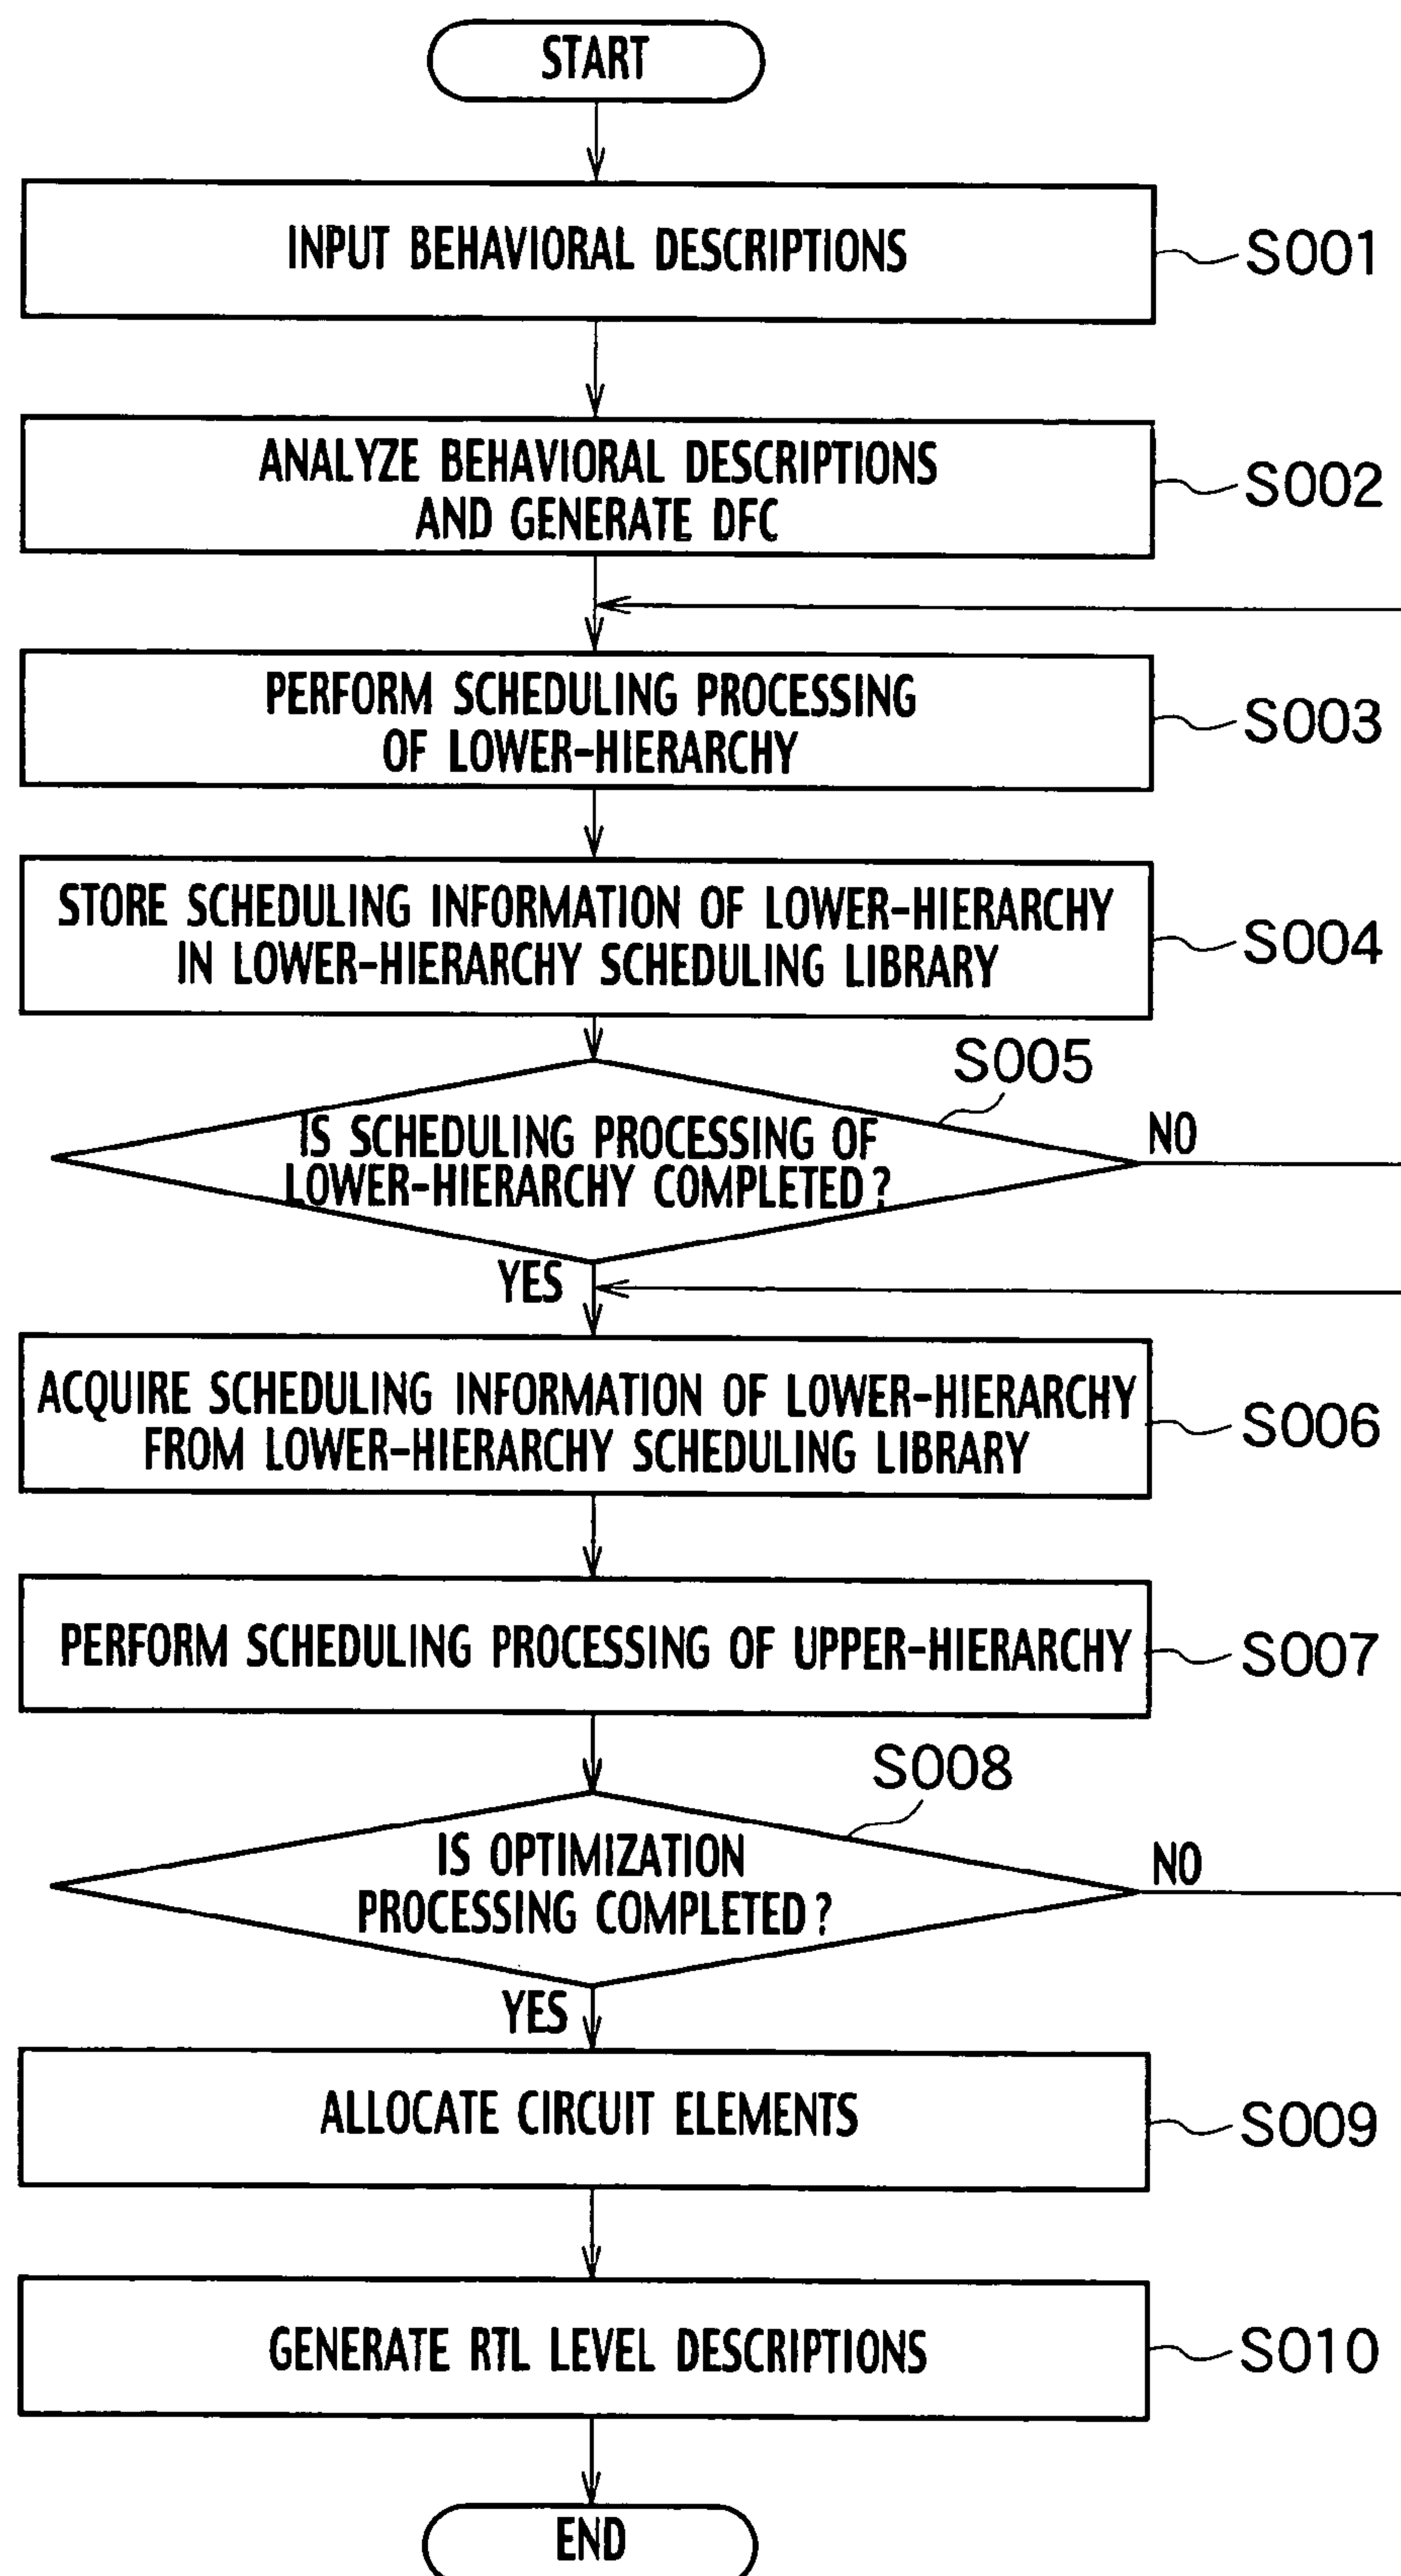 START
INPUT BEHAVIORAL DESCRIPTIONS
S001
ANALYZE BEHAVIORAL DESCRIPTIONS
AND GENERATE DFC
S002
PERFORM SCHEDULING PROCESSING
OF LOWER-HIERARCHY
S003
STORE SCHEDULING INFORMATION OF LOWER-HIERARCHY
IN LOWER-HIERARCHY SCHEDULING LIBRARY
S004
S005
IS SCHEDULING PROCESSING OF
LOWER-HIERARCHY COMPLETED?
NO
YES
ACQUIRE SCHEDULING INFORMATION OF LOWER-HIERARCHY
FROM LOWER-HIERARCHY SCHEDULING LIBRARY
S006
PERFORM SCHEDULING PROCESSING OF UPPER-HIERARCHY
S007
S008
IS OPTIMIZATION
PROCESSING COMPLETED?
NO
YES
ALLOCATE CIRCUIT ELEMENTS
S009
GENERATE RTL LEVEL DESCRIPTIONS
S010
END